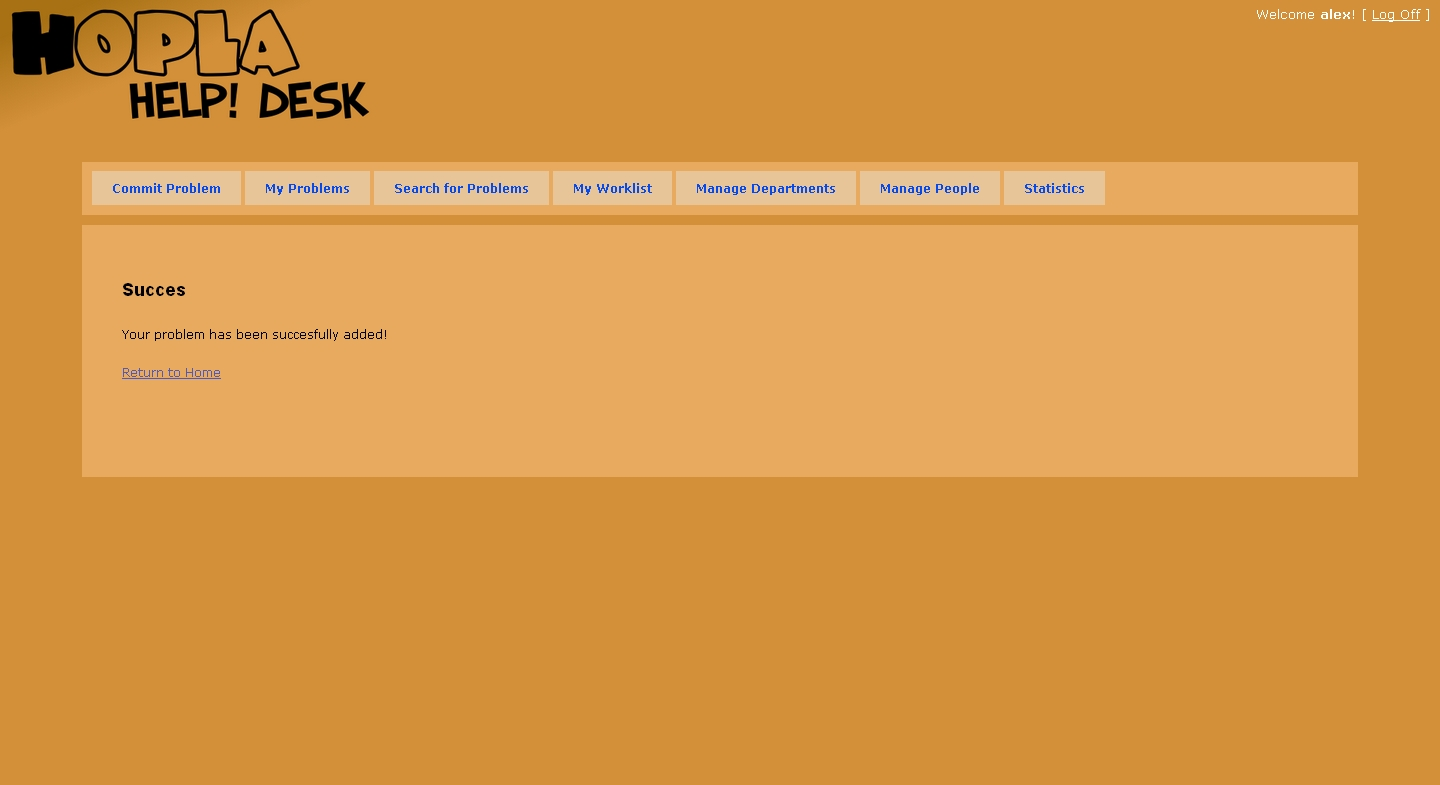 HOPLA
HELP! DESK
Welcome alex! [ Log Off ]
Commit Problem My Problems Search for Problems My Worklist Manage Departments Manage People Statistics
Succes
Your problem has been succesfully added!
Return to Home